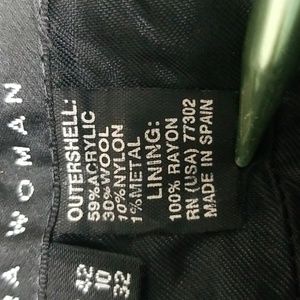 WOMAN
OUTERSHELL:
59%ACRYLIC
30%WOOL
10%NYLON
1%METAL
LINING:
100% RAYON
RN (USA) 77302
MADE IN SPAIN
42
10
32